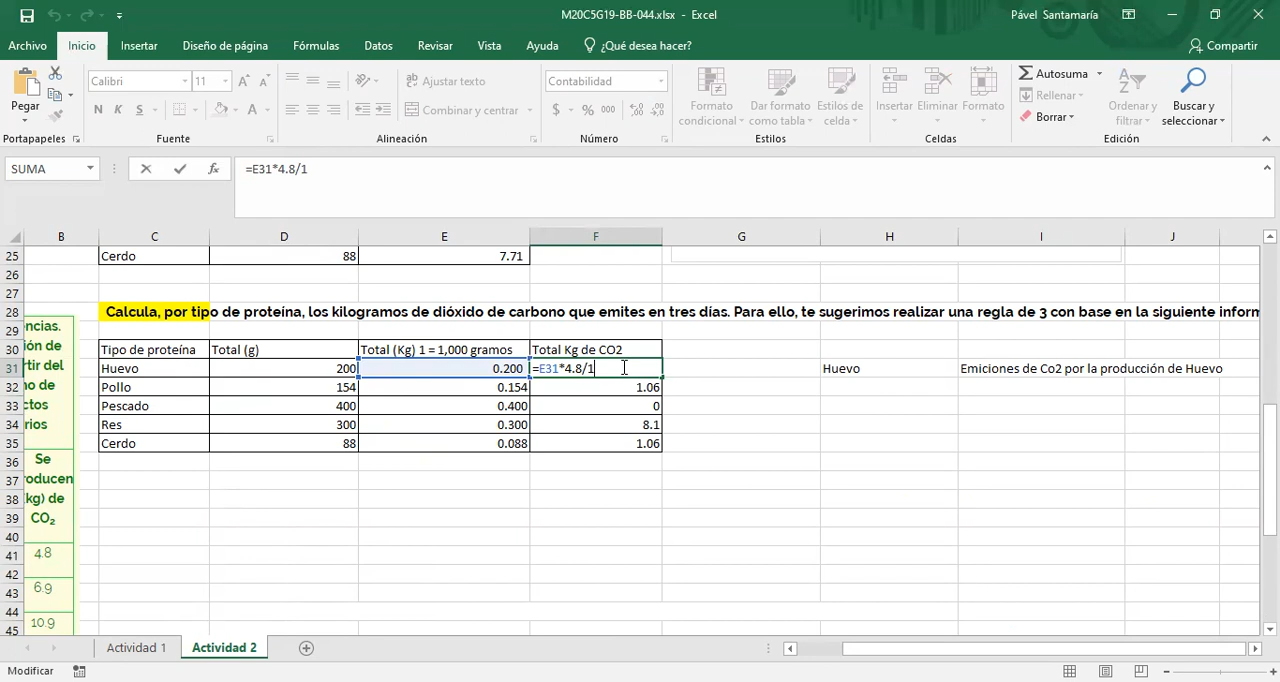 M20C5G19-BB-044.xlsx - Excel
Pável Santamaría
Archivo Inicio Insertar Diseño de página Fórmulas Datos Revisar Vista Ayuda ¿Qué desea hacer? Compartir
Pegar
Calibri 11
N K S
Ajustar texto
Combinar y centrar
Contabilidad
$ % 000
Formato condicional
Dar formato como tabla
Estilos de celda
Insertar Eliminar Formato
Autosuma
Rellenar
Borrar
Ordenar y filtrar
Buscar y seleccionar
Portapapeles Fuente Alineación Número Estilos Celdas Edición
SUMA =E31*4.8/1
B C D E F G H I J
25 Cerdo 88 7.71
26
27
28 Calcula, por tipo de proteína, los kilogramos de dióxido de carbono que emites en tres días. Para ello, te sugerimos realizar una regla de 3 con base en la siguiente inform
29
30 Tipo de proteína Total (g) Total (Kg) 1 = 1,000 gramos Total Kg de CO2
31 Huevo 200 0.200 =E31*4.8/1 Huevo Emiciones de Co2 por la producción de Huevo
32 Pollo 154 0.154 1.06
33 Pescado 400 0.400 0
34 Res 300 0.300 8.1
35 Cerdo 88 0.088 1.06
36
37
38
39
40
41
42
43
44
45
encias.
ión de
rtir del
no de
ctos
rios
Se
roducen
(kg) de
CO₂
4.8
6.9
10.9
Actividad 1 Actividad 2
Modificar